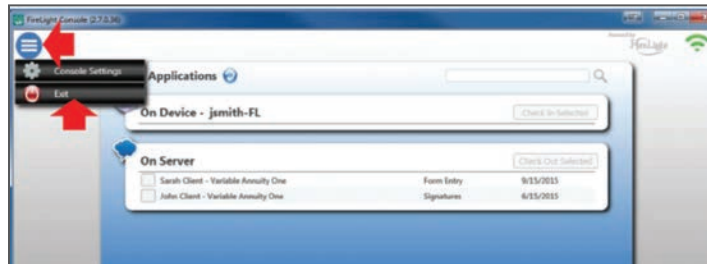 FireLight Console (2.7.0.36)
FireLight
Console Settings
Exit
Applications
On Device - jsmith-FL
Check In Selected
On Server
Check Out Selected
Sarah Client - Variable Annuity One Form Entry 9/15/2015
John Client - Variable Annuity One Signatures 6/15/2015